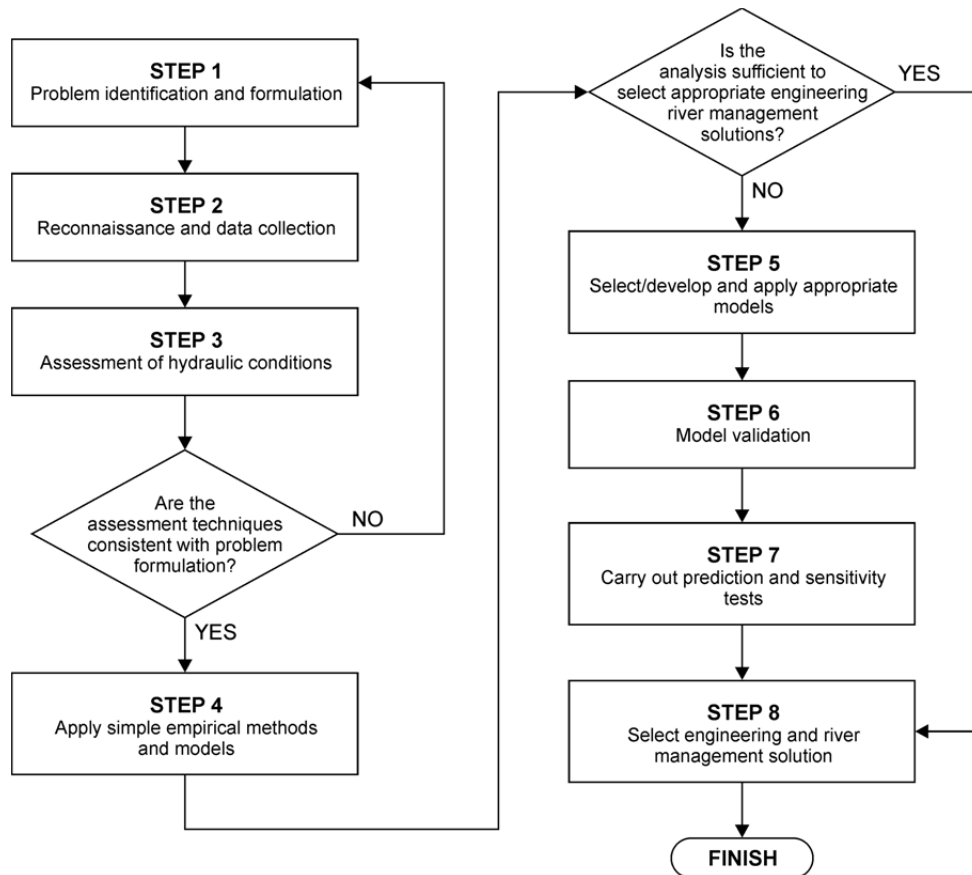 STEP 1
Problem identification and formulation
STEP 2
Reconnaissance and data collection
STEP 3
Assessment of hydraulic conditions
Are the
assessment techniques
consistent with problem
formulation?
NO
YES
STEP 4
Apply simple empirical methods
and models
Is the
analysis sufficient to
select appropriate engineering
river management
solutions?
YES
NO
STEP 5
Select/develop and apply appropriate
models
STEP 6
Model validation
STEP 7
Carry out prediction and sensitivity
tests
STEP 8
Select engineering and river
management solution
FINISH